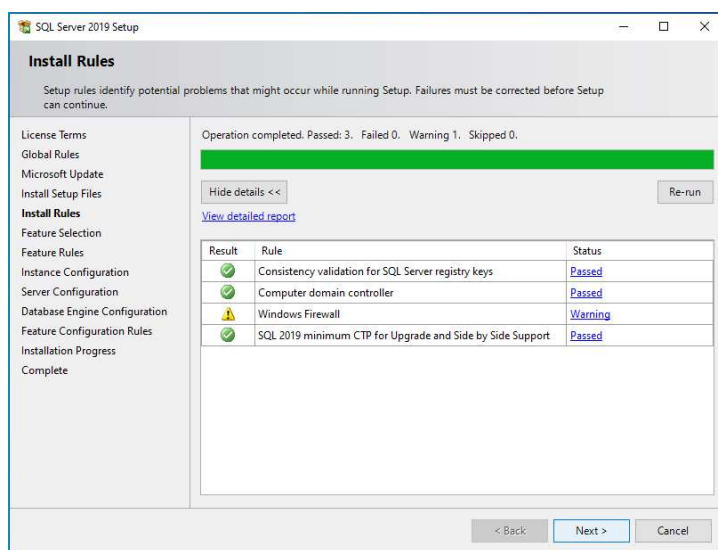 SQL Server 2019 Setup
Install Rules
Setup rules identify potential problems that might occur while running Setup. Failures must be corrected before Setup
can continue.
License Terms
Global Rules
Microsoft Update
Install Setup Files
Install Rules
Feature Selection
Feature Rules
Instance Configuration
Server Configuration
Database Engine Configuration
Feature Configuration Rules
Installation Progress
Complete
Operation completed. Passed: 3. Failed 0. Warning 1. Skipped 0.
Hide details << Re-run
View detailed report
Result Rule Status
Consistency validation for SQL Server registry keys Passed
Computer domain controller Passed
Windows Firewall Warning
SQL 2019 minimum CTP for Upgrade and Side by Side Support Passed
< Back Next > Cancel